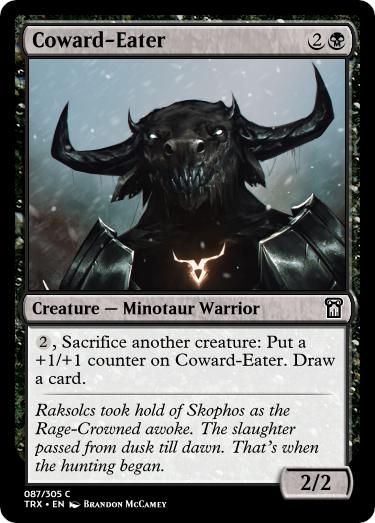 Coward-Eater 2
Creature — Minotaur Warrior
2, Sacrifice another creature: Put a
+1/+1 counter on Coward-Eater. Draw
a card.
Raksolcs took hold of Skophos as the
Rage-Crowned awoke. The slaughter
passed from dusk till dawn. That's when
the hunting began.
2/2
087/305 C
TRX • EN Brandon McCamey